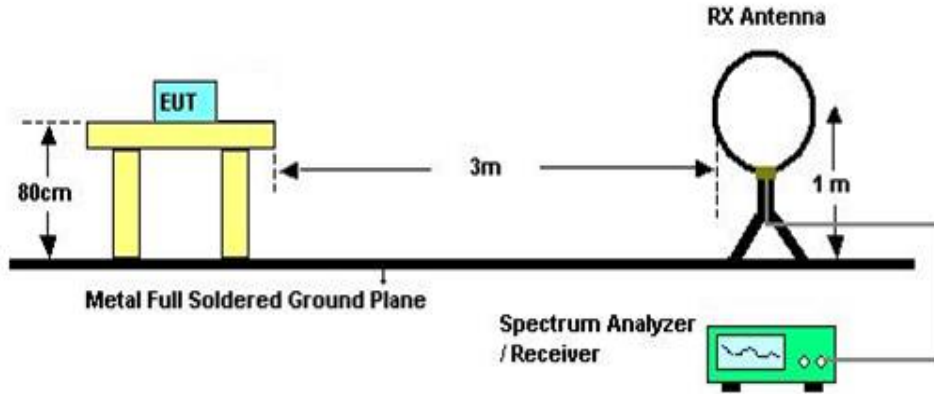 RX Antenna
EUT
3m
80cm
1 m
Metal Full Soldered Ground Plane
Spectrum Analyzer
/ Receiver